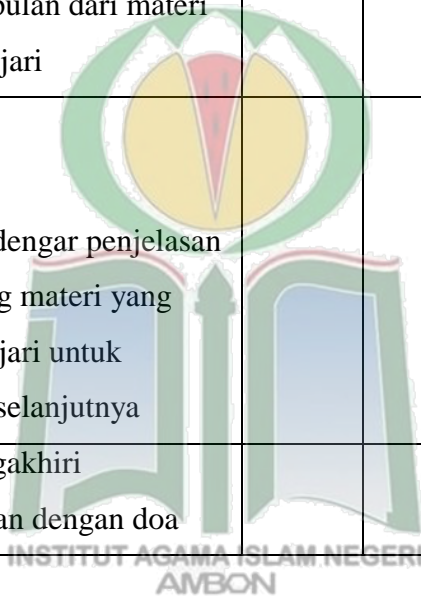 bulan dari materi
jari
dengar penjelasan
g materi yang
jari untuk
selanjutnya
gakhiri
an dengan doa
INSTITUT AGAMA ISLAM NEGERI
AMBON